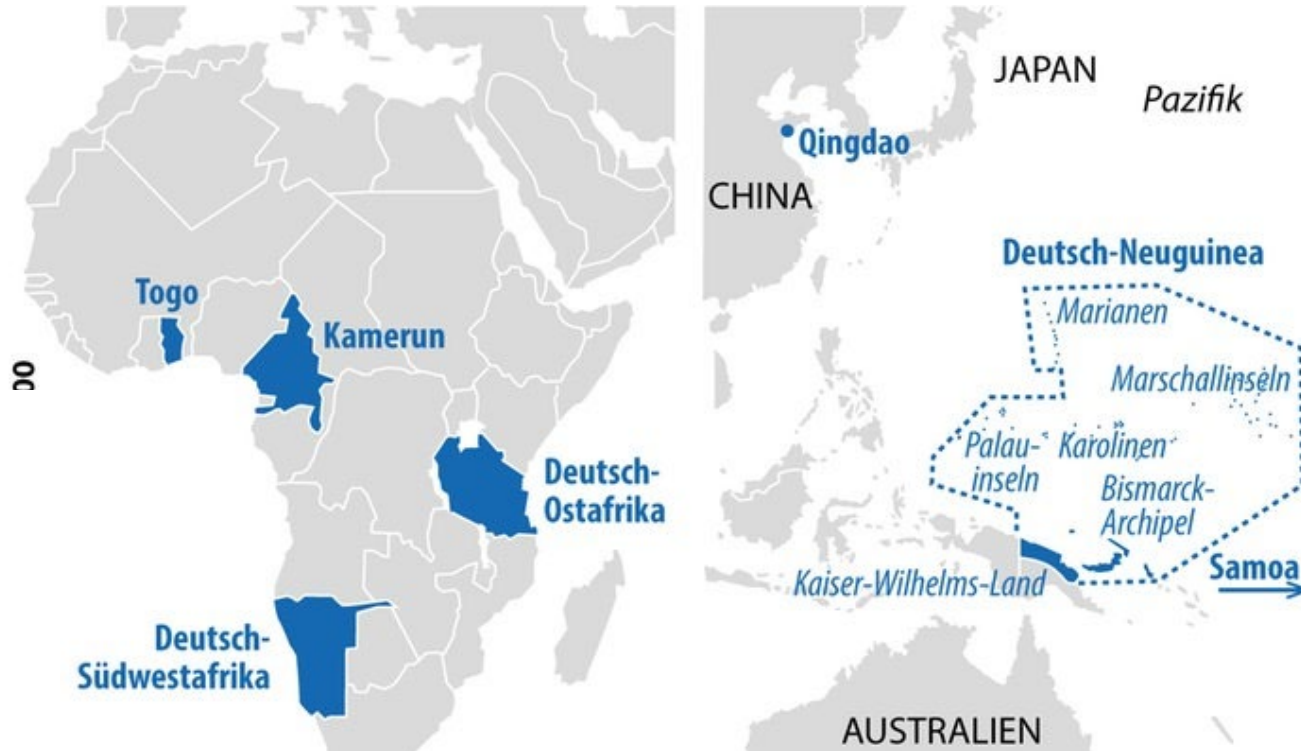 Togo
Kamerun
Deutsch-
Ostafrika
Deutsch-
Südwestafrika
JAPAN
Pazifik
Qingdao
CHINA
Deutsch-Neuguinea
Marianen
Marschallinseln
Palau-
inseln
Karolinen
Bismarck-
Archipel
Kaiser-Wilhelms-Land
Samoa
AUSTRALIEN